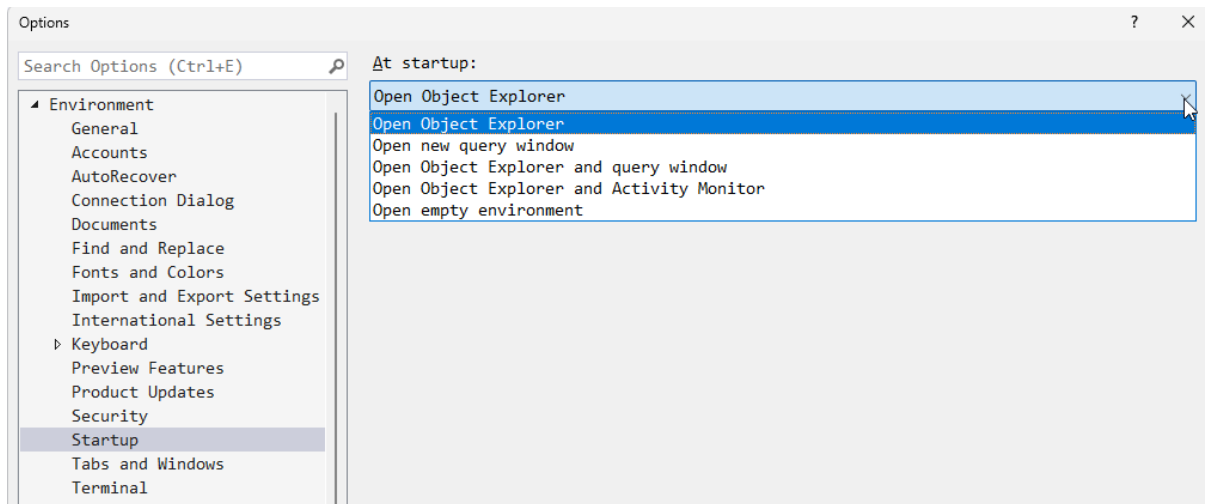 Options
?
Search Options (Ctrl+E)
Environment
General
Accounts
AutoRecover
Connection Dialog
Documents
Find and Replace
Fonts and Colors
Import and Export Settings
International Settings
Keyboard
Preview Features
Product Updates
Security
Startup
Tabs and Windows
Terminal
At startup:
Open Object Explorer
Open Object Explorer
Open new query window
Open Object Explorer and query window
Open Object Explorer and Activity Monitor
Open empty environment